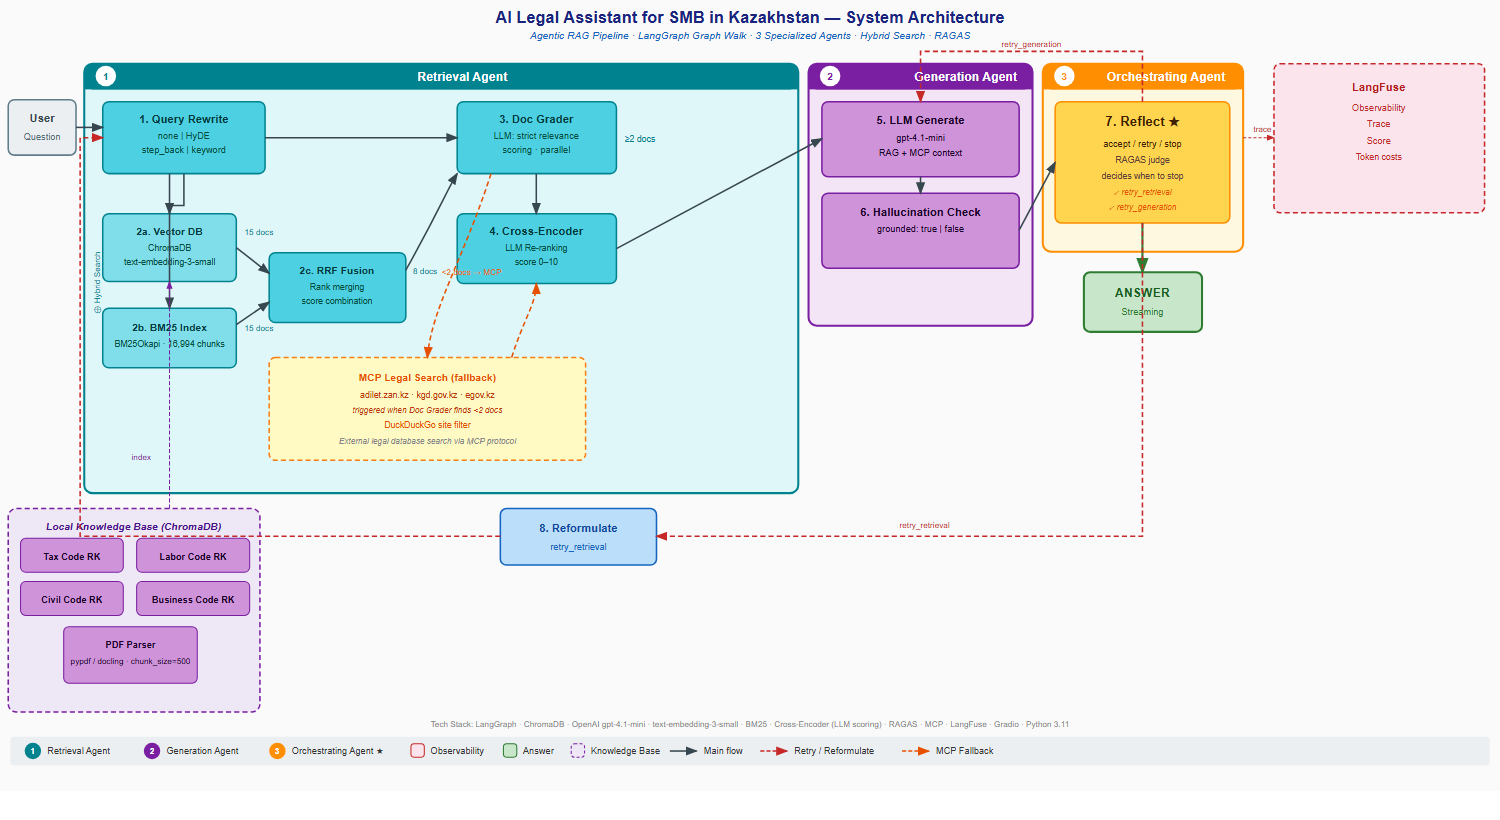 AI Legal Assistant for SMB in Kazakhstan — System Architecture
Agentic RAG Pipeline · LangGraph Graph Walk · 3 Specialized Agents · Hybrid Search · RAGAS
retry_generation
1
Retrieval Agent
User
Question
1. Query Rewrite
none | HyDE
step_back | keyword
3. Doc Grader
LLM: strict relevance
scoring · parallel
≥2 docs
2a. Vector DB
ChromaDB
text-embedding-3-small
15 docs
⊕ Hybrid Search
2c. RRF Fusion
Rank merging
score combination
8 docs
<2 docs → MCP
4. Cross-Encoder
LLM Re-ranking
score 0–10
2b. BM25 Index
BM25Okapi · 16,994 chunks
15 docs
MCP Legal Search (fallback)
adilet.zan.kz · kgd.gov.kz · egov.kz
triggered when Doc Grader finds <2 docs
DuckDuckGo site filter
External legal database search via MCP protocol
index
2
Generation Agent
5. LLM Generate
gpt-4.1-mini
RAG + MCP context
6. Hallucination Check
grounded: true | false
3
Orchestrating Agent
7. Reflect ★
accept / retry / stop
RAGAS judge
decides when to stop
✓ retry_retrieval
✓ retry_generation
trace
LangFuse
Observability
Trace
Score
Token costs
ANSWER
Streaming
8. Reformulate
retry_retrieval
retry_retrieval
Local Knowledge Base (ChromaDB)
Tax Code RK
Labor Code RK
Civil Code RK
Business Code RK
PDF Parser
pypdf / docling · chunk_size=500
Tech Stack: LangGraph · ChromaDB · OpenAI gpt-4.1-mini · text-embedding-3-small · BM25 · Cross-Encoder (LLM scoring) · RAGAS · MCP · LangFuse · Gradio · Python 3.11
1 Retrieval Agent
2 Generation Agent
3 Orchestrating Agent ★
Observability
Answer
Knowledge Base
Main flow
Retry / Reformulate
MCP Fallback